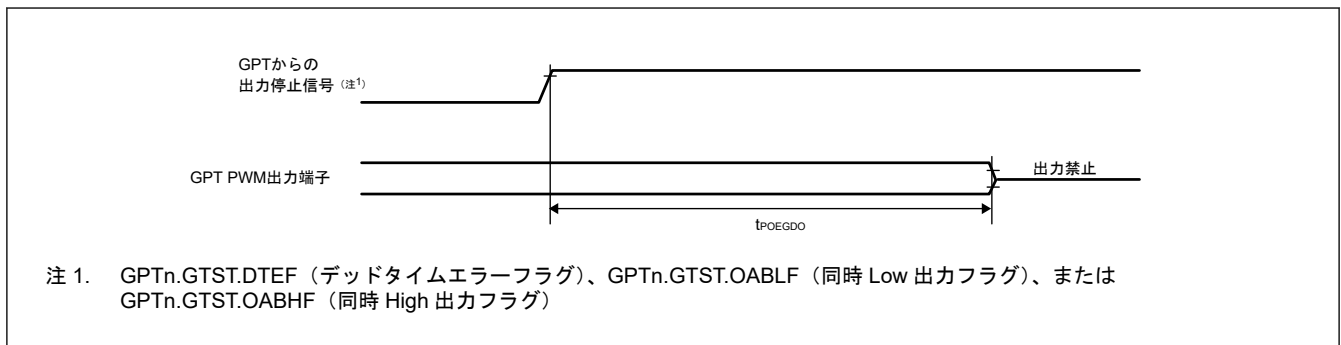 GPTからの
出力停止信号（注1）
GPT PWM出力端子
出力禁止
tPOEGDO
注 1. GPTn.GTST.DTEF（デッドタイムエラーフラグ）、GPTn.GTST.OABLF（同時 Low 出力フラグ）、または
GPTn.GTST.OABHF（同時 High 出力フラグ）